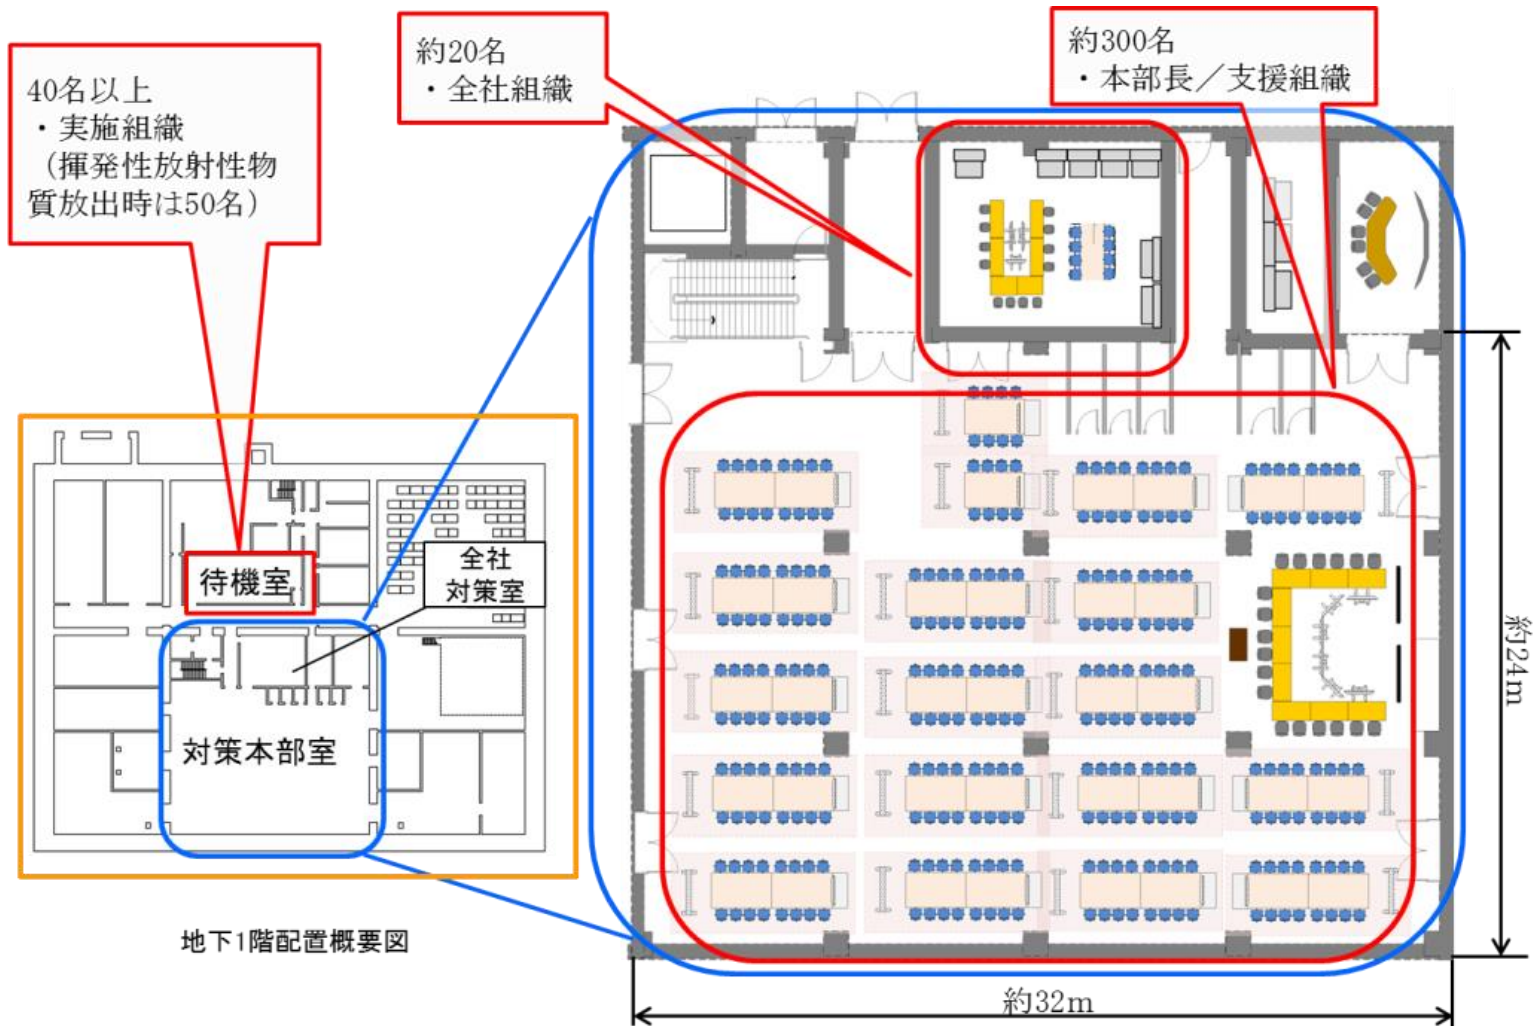 40名以上
・実施組織
（揮発性放射性物
質放出時は50名）
約20名
・全社組織
約300名
・本部長／支援組織
待機室
全社
対策室
対策本部室
地下1階配置概要図
約24m
約32m